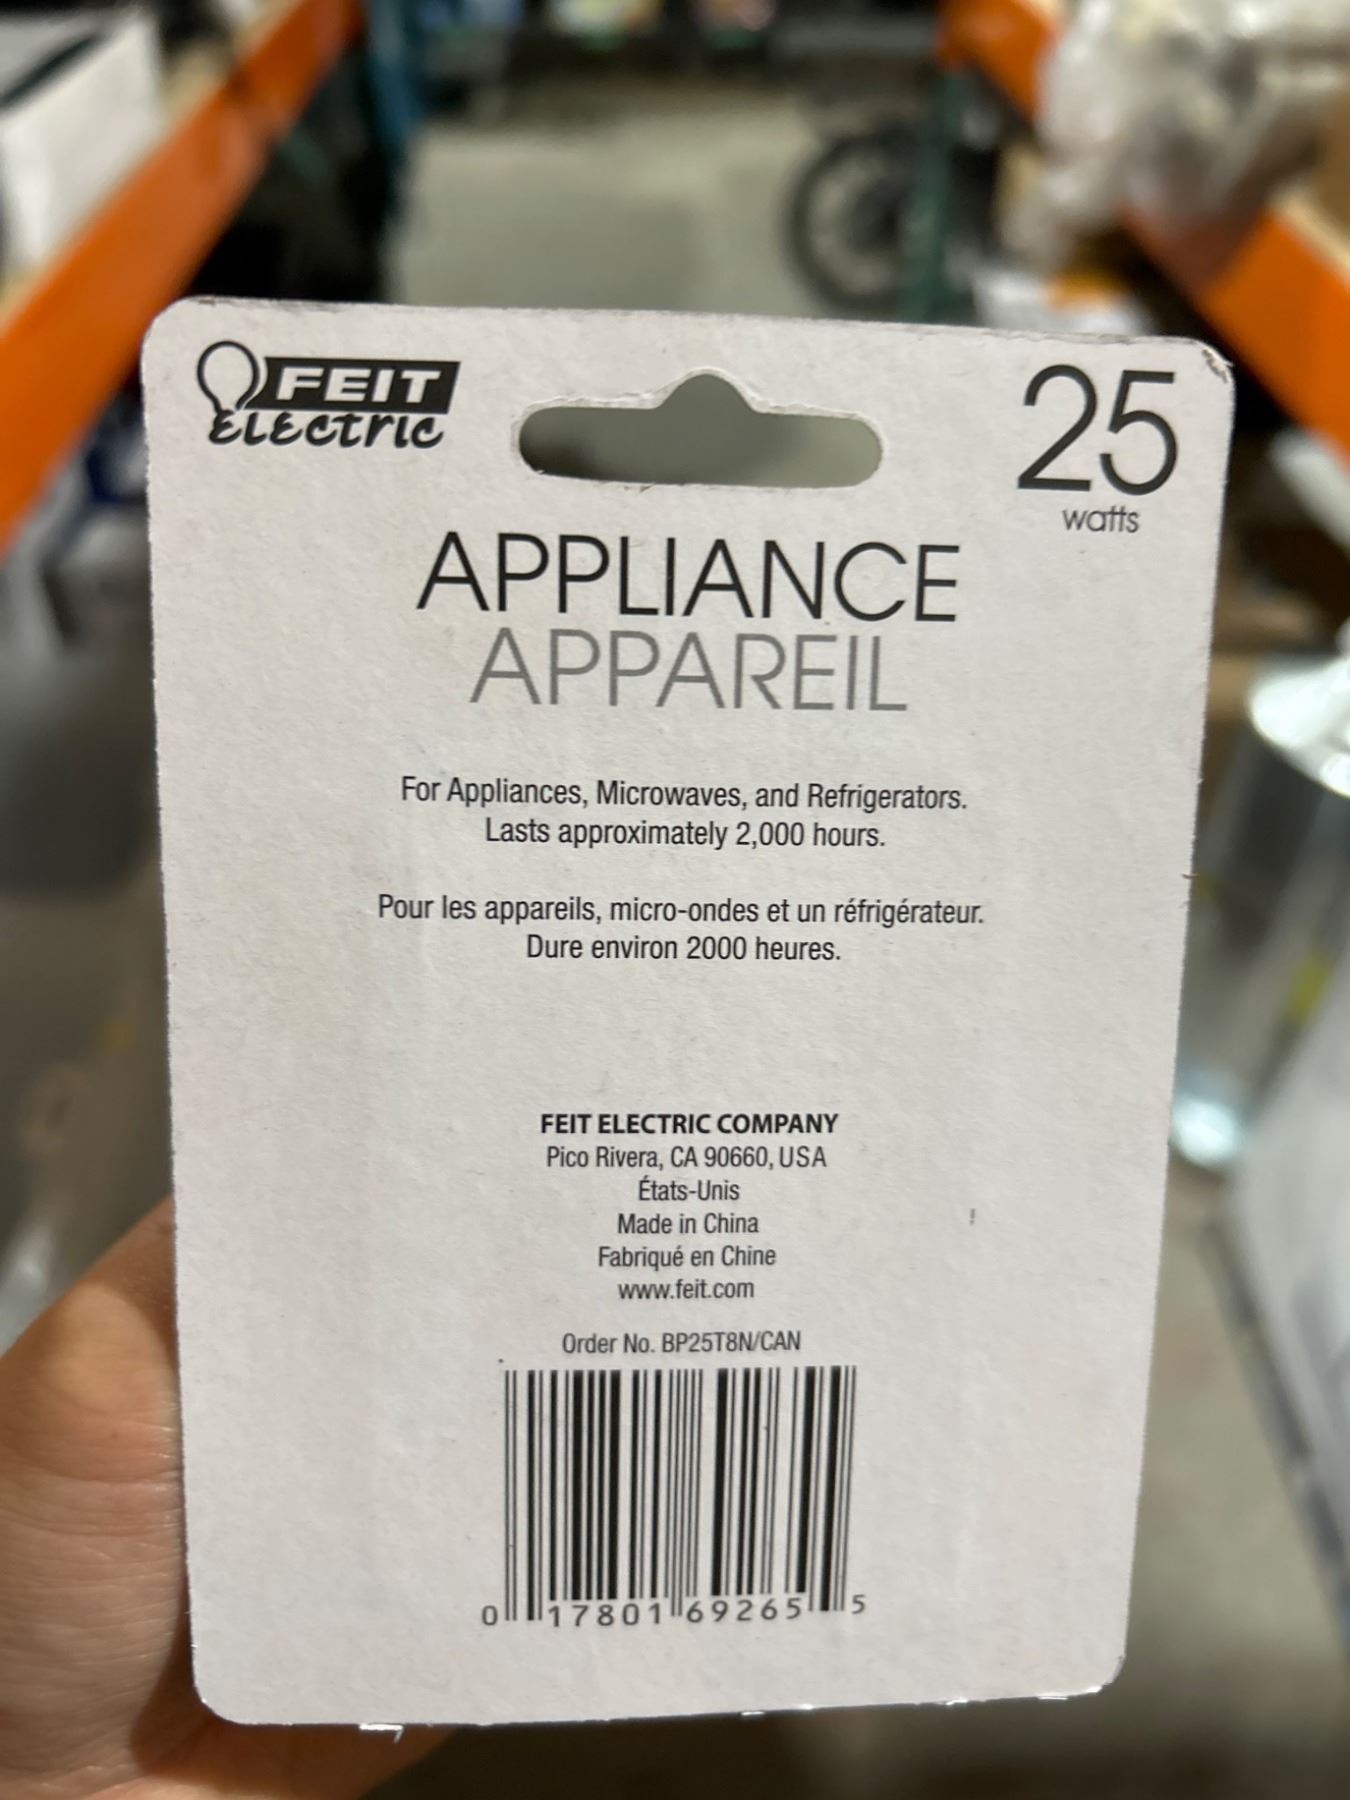 FEIT
ELECTRIC
25
watts
APPLIANCE
APPAREIL
For Appliances, Microwaves, and Refrigerators.
Lasts approximately 2,000 hours.
Pour les appareils, micro-ondes et un réfrigérateur.
Dure environ 2000 heures.
FEIT ELECTRIC COMPANY
Pico Rivera, CA 90660, USA
États-Unis
Made in China
Fabriqué en Chine
www.feit.com
Order No. BP25T8N/CAN
0 17801 69265 5